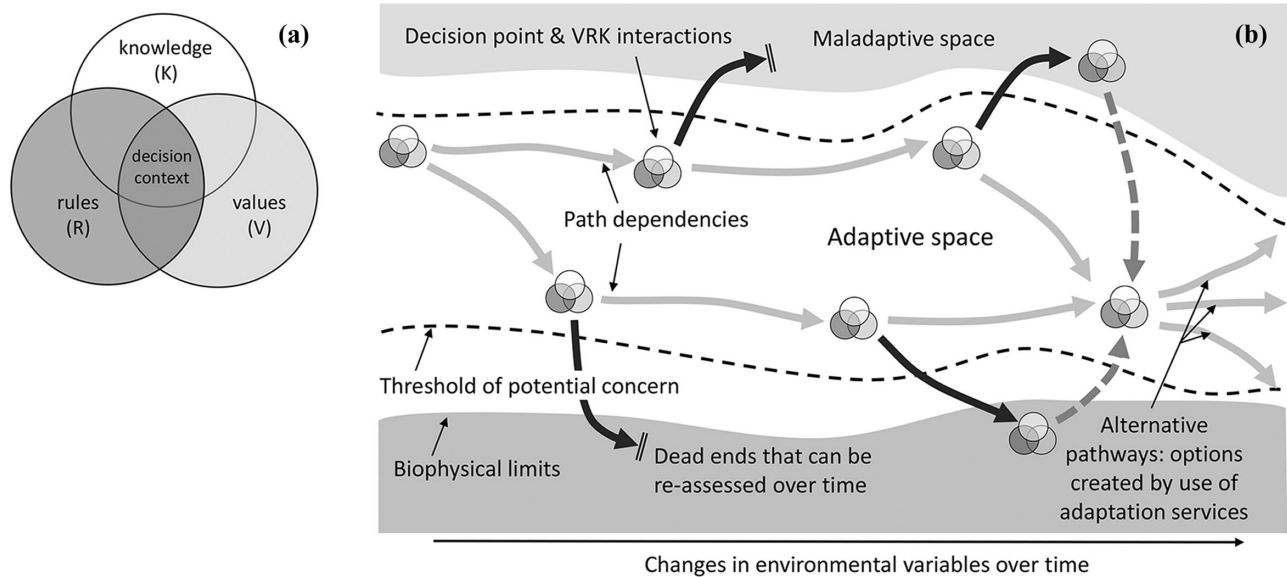 (a)
knowledge
(K)
decision
context
rules
(R)
values
(V)
(b)
Decision point & VRK interactions
Maladaptive space
Path dependencies
Adaptive space
Threshold of potential concern
Biophysical limits
Dead ends that can be
re-assessed over time
Alternative
pathways: options
created by use of
adaptation services
Changes in environmental variables over time